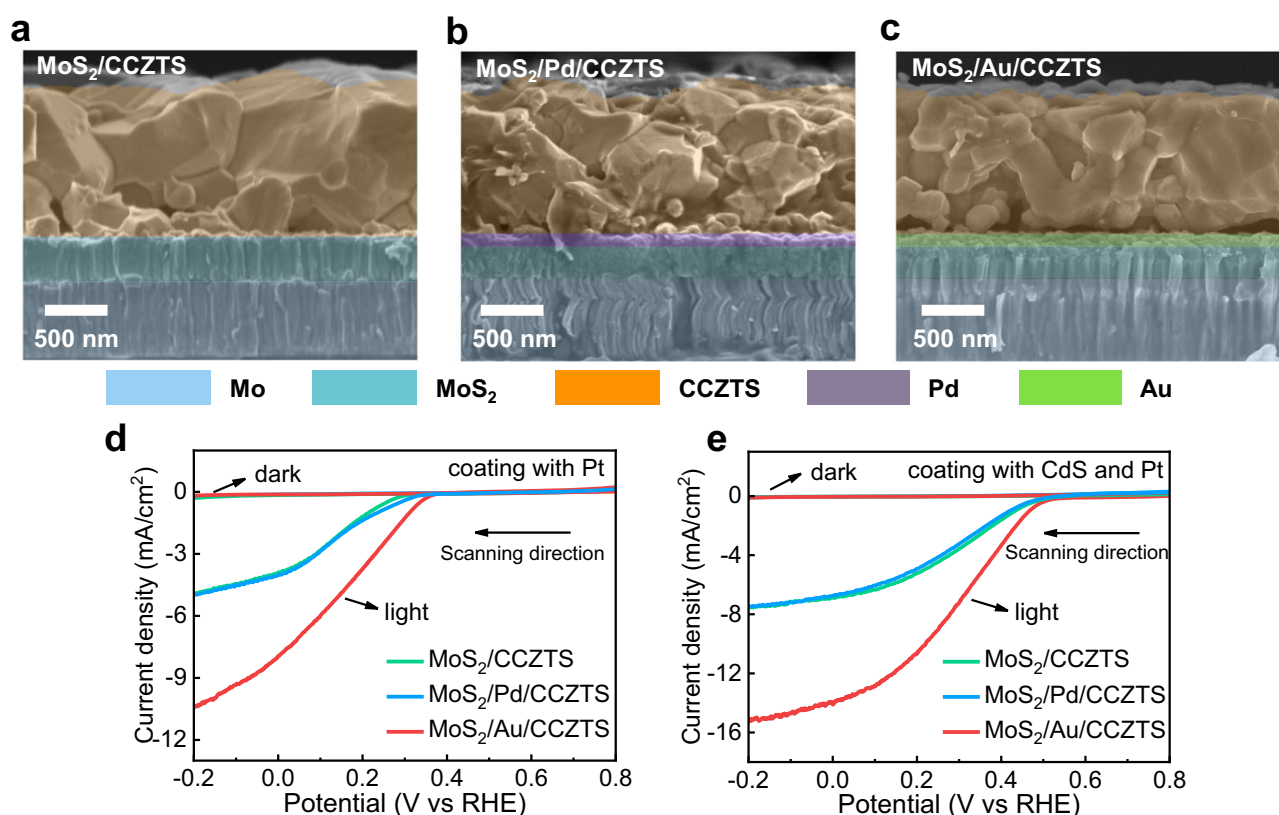 a
b
c
MoS₂/CCZTS
MoS₂/Pd/CCZTS
MoS₂/Au/CCZTS
500 nm
500 nm
500 nm
Mo
MoS₂
CCZTS
Pd
Au
d
0
-3
-6
-9
-12
Current density (mA/cm²)
dark
coating with Pt
Scanning direction
light
MoS₂/CCZTS
MoS₂/Pd/CCZTS
MoS₂/Au/CCZTS
-0.2 0.0 0.2 0.4 0.6 0.8
Potential (V vs RHE)
e
0
-4
-8
-12
-16
Current density (mA/cm²)
dark
coating with CdS and Pt
Scanning direction
light
MoS₂/CCZTS
MoS₂/Pd/CCZTS
MoS₂/Au/CCZTS
-0.2 0.0 0.2 0.4 0.6 0.8
Potential (V vs RHE)